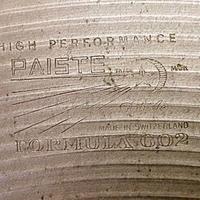 HIGH PERFORMANCE
PAISTE
MADE IN SWITZERLAND
FORMULA 602